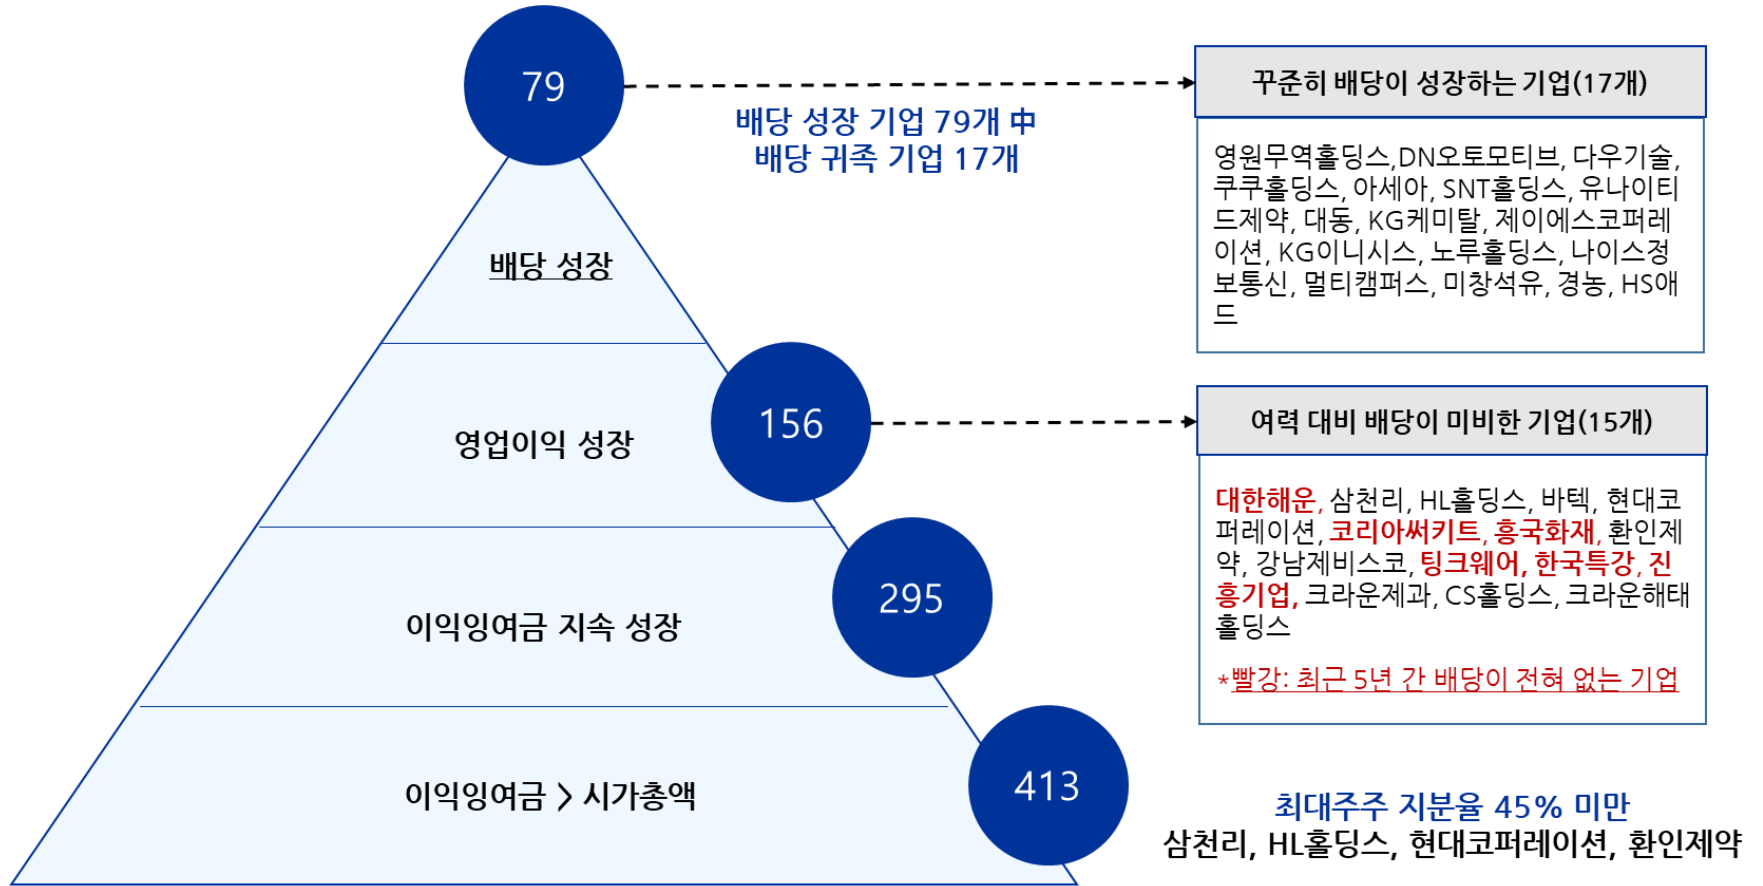 79
꾸준히 배당이 성장하는 기업(17개)
배당 성장 기업 79개 中
배당 귀족 기업 17개
영원무역홀딩스,DN오토모티브, 다우기술,
쿠쿠홀딩스, 아세아, SNT홀딩스, 유나이티
드제약, 대동, KG케미탈, 제이에스코퍼레
이션, KG이니시스, 노루홀딩스, 나이스정
보통신, 멀티캠퍼스, 미창석유, 경농, HS애
드
배당 성장
156
여력 대비 배당이 미비한 기업(15개)
영업이익 성장
대한해운, 삼천리, HL홀딩스, 바텍, 현대코
퍼레이션, 코리아써키트, 흥국화재, 환인제
약, 강남제비스코, 팅크웨어, 한국특강, 진
흥기업, 크라운제과, CS홀딩스, 크라운해태
홀딩스
*빨강: 최근 5년 간 배당이 전혀 없는 기업
295
이익잉여금 지속 성장
413
이익잉여금 > 시가총액
최대주주 지분율 45% 미만
삼천리, HL홀딩스, 현대코퍼레이션, 환인제약